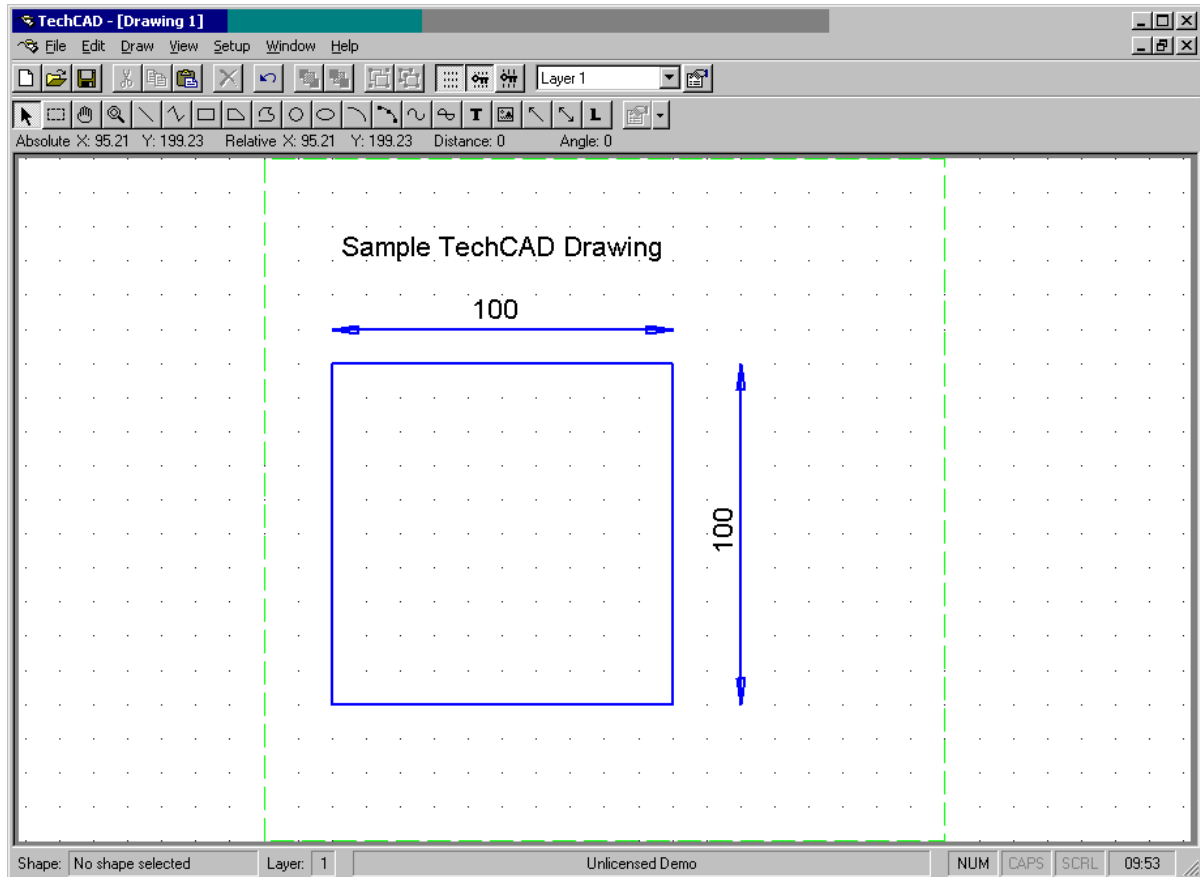 TechCAD - [Drawing 1]
File Edit Draw View Setup Window Help
Layer 1
T L
Absolute X: 95.21 Y: 199.23 Relative X: 95.21 Y: 199.23 Distance: 0 Angle: 0
Sample TechCAD Drawing
100
100
Shape: No shape selected Layer: 1 Unlicensed Demo NUM CAPS SCRL 09:53